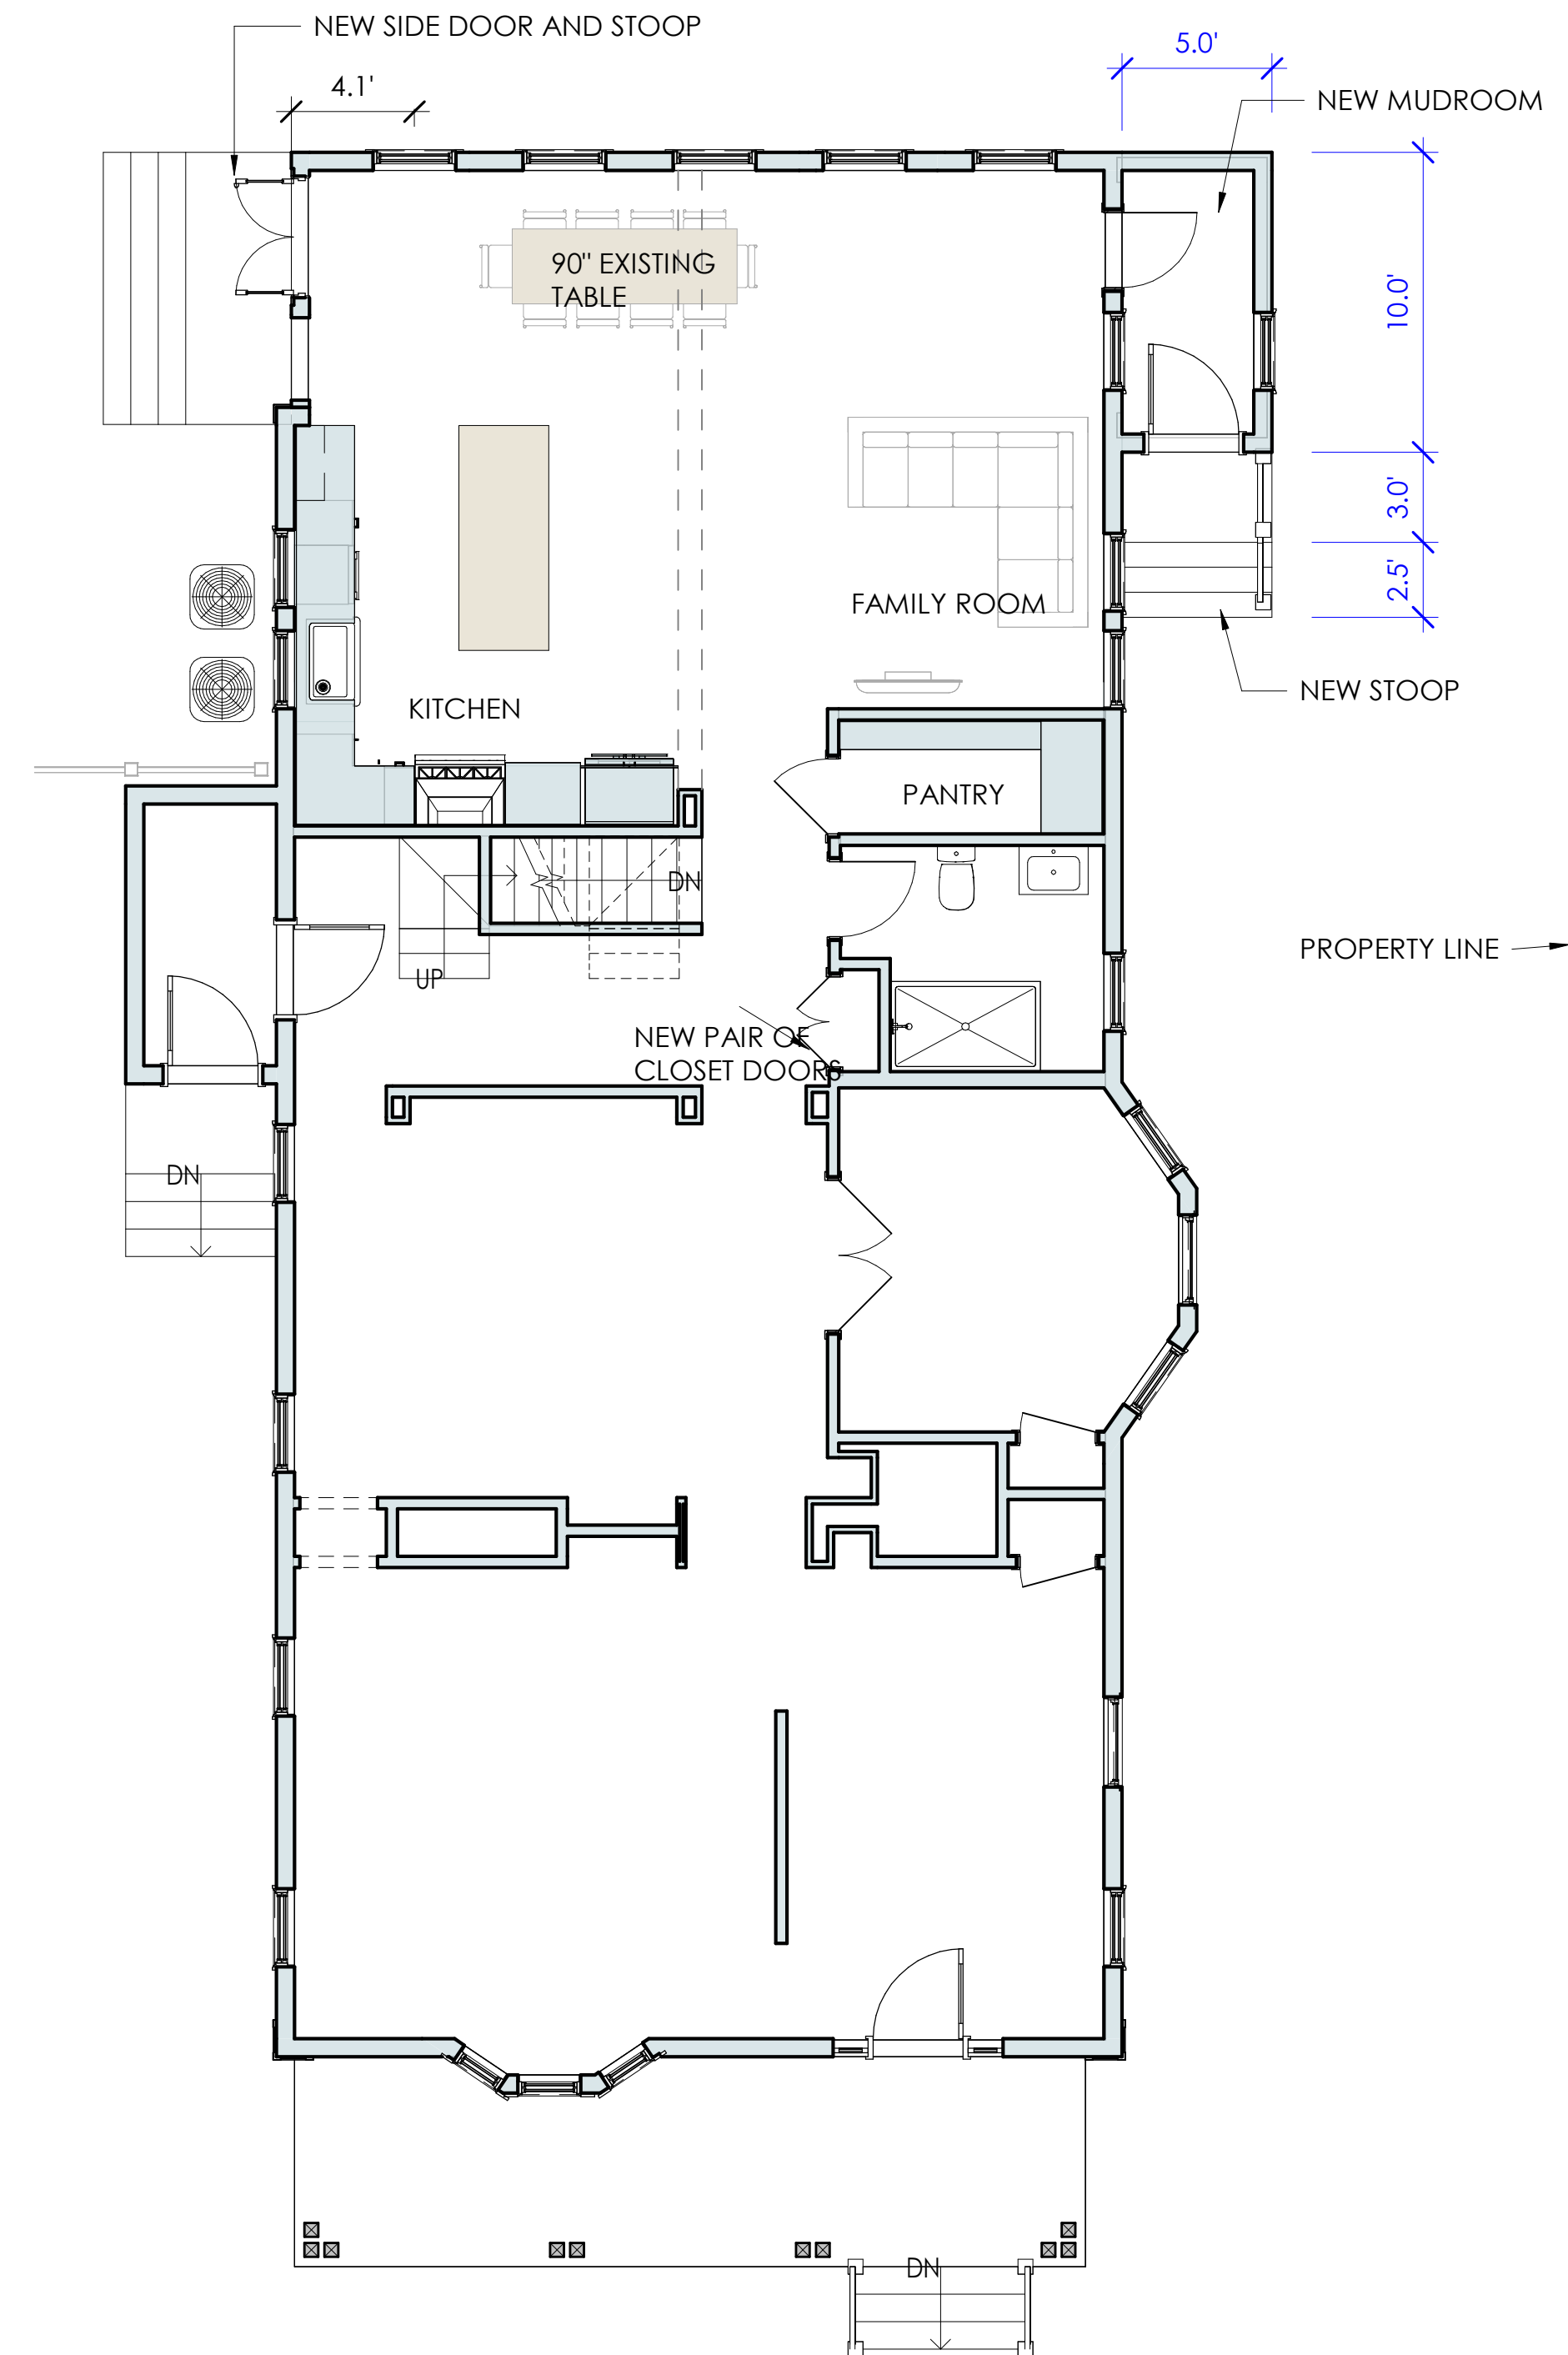 NEW SIDE DOOR AND STOOP
5.0'
4.1'
NEW MUDROOM
90" EXISTING
TABLE
10.0'
3.0'
2.5'
FAMILY ROOM
NEW STOOP
KITCHEN
PANTRY
DN
PROPERTY LINE
UP
NEW PAIR OF
CLOSET DOORS
DN
DN